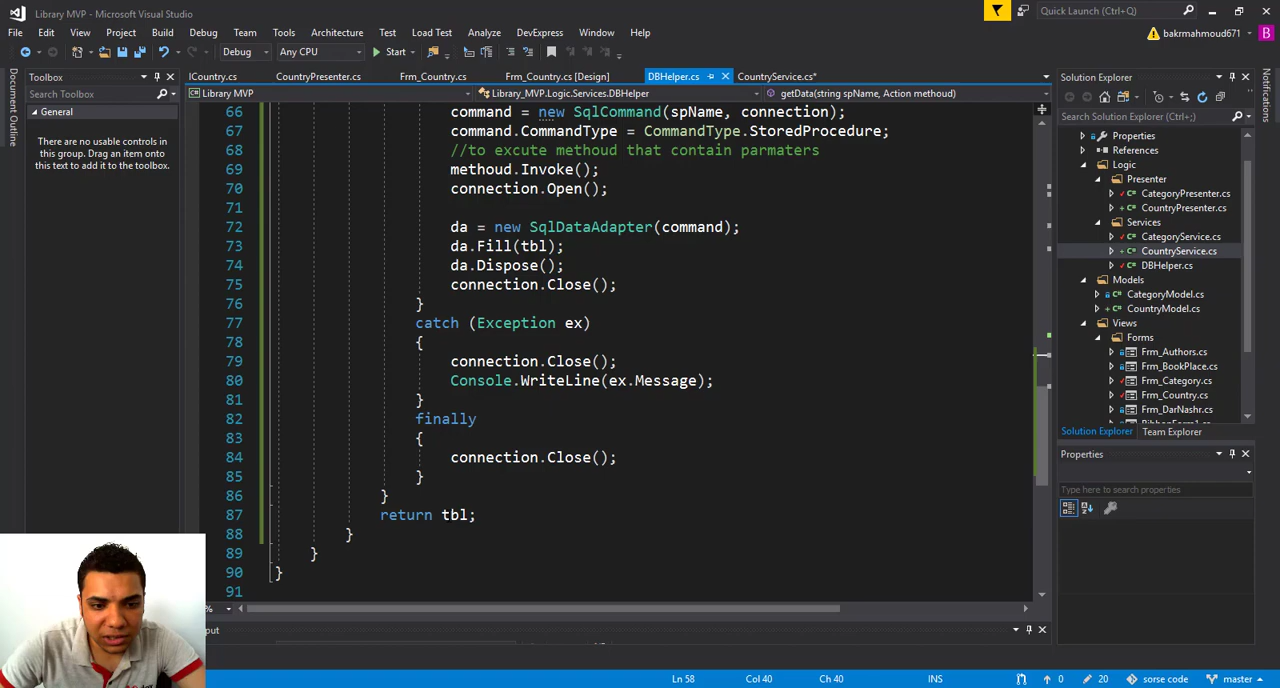 Library MVP - Microsoft Visual Studio
Quick Launch (Ctrl+Q)
File Edit View Project Build Debug Team Tools Architecture Test Load Test Analyze DevExpress Window Help
bakrmahmoud671 B
Debug Any CPU Start
Document Outline
Toolbox
Search Toolbox
General
There are no usable controls in this group. Drag an item onto this text to add it to the toolbox.
ICountry.cs CountryPresenter.cs Frm_Country.cs Frm_Country.cs [Design] DBHelper.cs CountryService.cs*
Library MVP Library_MVP.Logic.Services.DBHelper getData(string spName, Action methoud)
66 command = new SqlCommand(spName, connection);
67 command.CommandType = CommandType.StoredProcedure;
68 //to excute methoud that contain parmaters
69 methoud.Invoke();
70 connection.Open();
71
72 da = new SqlDataAdapter(command);
73 da.Fill(tbl);
74 da.Dispose();
75 connection.Close();
76 }
77 catch (Exception ex)
78 {
79 connection.Close();
80 Console.WriteLine(ex.Message);
81 }
82 finally
83 {
84 connection.Close();
85 }
86 }
87 return tbl;
88 }
89 }
90 }
91
%
Solution Explorer
Search Solution Explorer (Ctrl+;)
Properties
References
Logic
Presenter
CategoryPresenter.cs
CountryPresenter.cs
Services
CategoryService.cs
CountryService.cs
DBHelper.cs
Models
CategoryModel.cs
CountryModel.cs
Views
Forms
Frm_Authors.cs
Frm_BookPlace.cs
Frm_Category.cs
Frm_Country.cs
Frm_DarNashr.cs
Solution Explorer Team Explorer
Properties
Type here to search properties
Ln 58 Col 40 Ch 40 INS 0 20 sorse code master